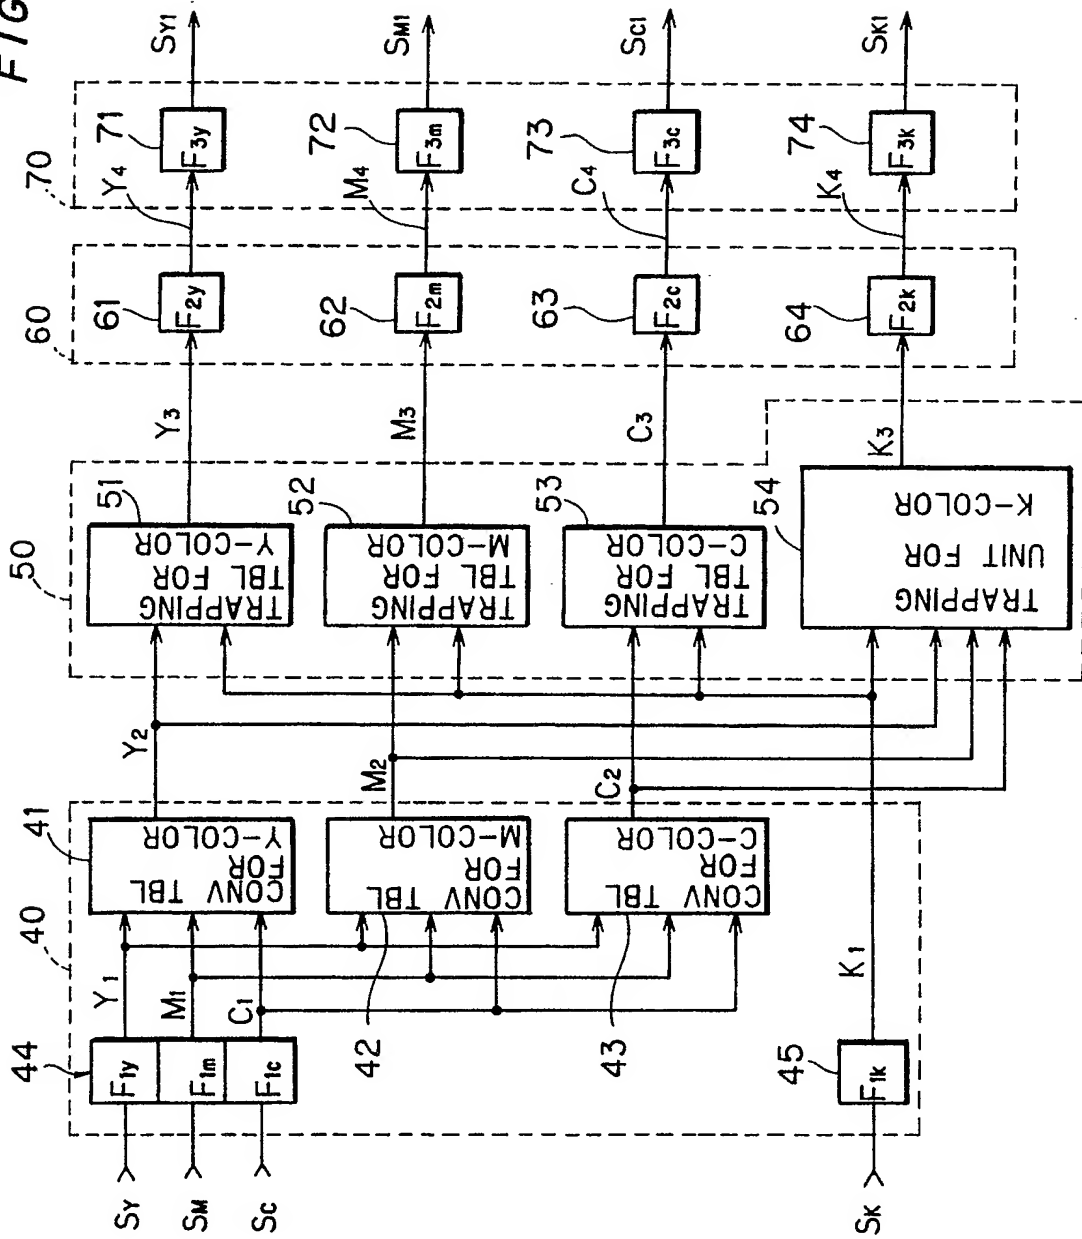 FIG
SY
SM
SC
SK
44
F1y
F1m
F1c
45
F1k
40
Y1
M1
C1
K1
41
CONV TBL
FOR
Y-COLOR
42
CONV TBL
FOR
M-COLOR
43
CONV TBL
FOR
C-COLOR
Y2
M2
C2
50
51
TRAPPING
TBL FOR
Y-COLOR
52
TRAPPING
TBL FOR
M-COLOR
53
TRAPPING
TBL FOR
C-COLOR
54
TRAPPING
UNIT FOR
K-COLOR
Y3
M3
C3
K3
60
61
F2y
62
F2m
63
F2c
64
F2k
Y4
M4
C4
K4
70
71
F3y
72
F3m
73
F3c
74
F3k
SY1
SM1
SC1
SK1